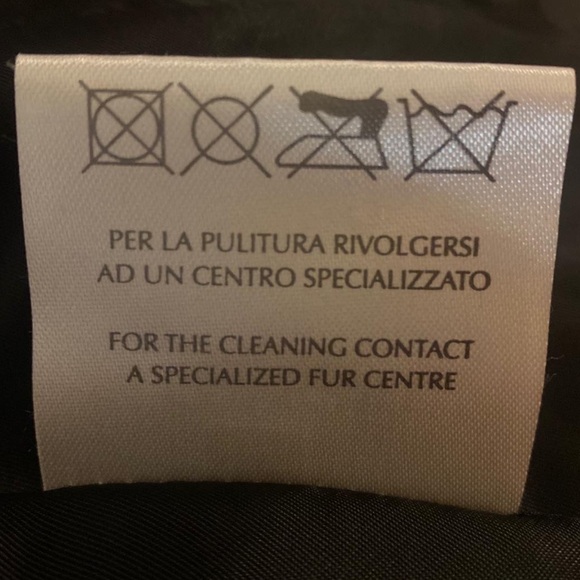 PER LA PULITURA RIVOLGERSI
AD UN CENTRO SPECIALIZZATO
FOR THE CLEANING CONTACT
A SPECIALIZED FUR CENTRE